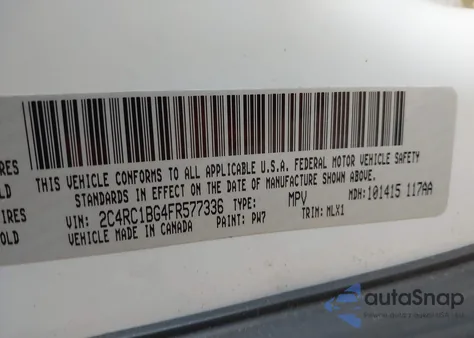 THIS VEHICLE CONFORMS TO ALL APPLICABLE U.S.A. FEDERAL MOTOR VEHICLE SAFETY
STANDARDS IN EFFECT ON THE DATE OF MANUFACTURE SHOWN ABOVE.
VIN: 2C4RC1BG4FR577336 TYPE: MPV MDH: 101415 117AA
VEHICLE MADE IN CANADA PAINT: PW7 TRIM: MLX1
IRES
LD
IRES
OLD
autoSnap